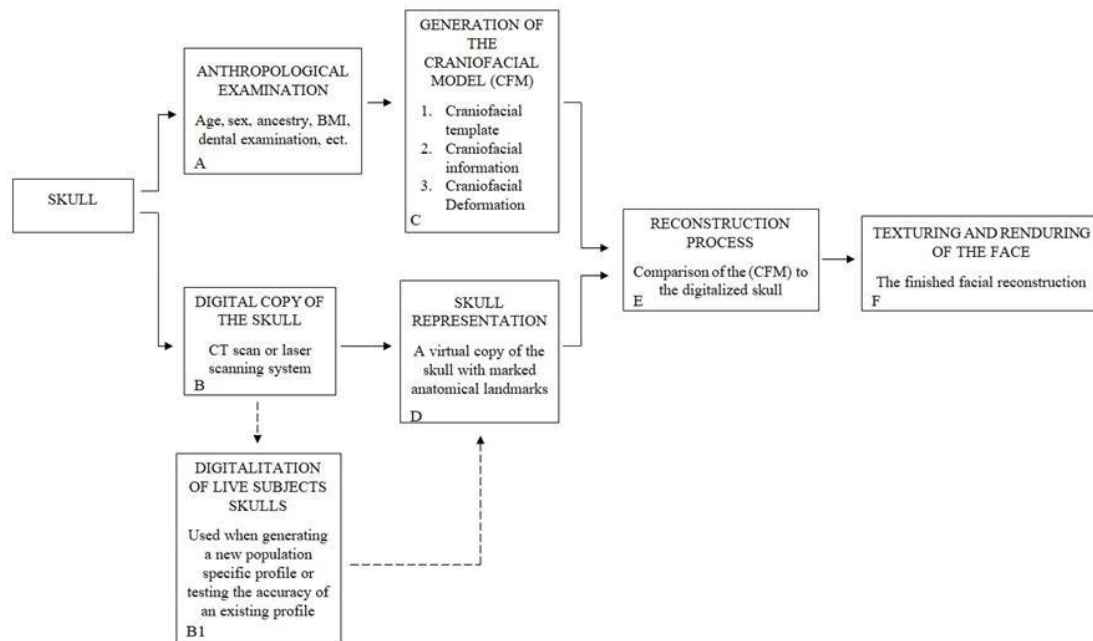 SKULL
ANTHROPOLOGICAL
EXAMINATION
Age, sex, ancestry, BMI,
dental examination, ect.
A
GENERATION OF
THE
CRANIOFACIAL
MODEL (CFM)
1. Craniofacial
template
2. Craniofacial
information
3. Craniofacial
Deformation
C
DIGITAL COPY OF
THE SKULL
CT scan or laser
scanning system
B
SKULL
REPRESENTATION
A virtual copy of the
skull with marked
anatomical landmarks
D
DIGITALITATION
OF LIVE SUBJECTS
SKULLS
Used when generating
a new population
specific profile or
testing the accuracy of
an existing profile
B1
RECONSTRUCTION
PROCESS
Comparison of the (CFM) to
the digitalized skull
E
TEXTURING AND RENDURING
OF THE FACE
The finished facial reconstruction
F